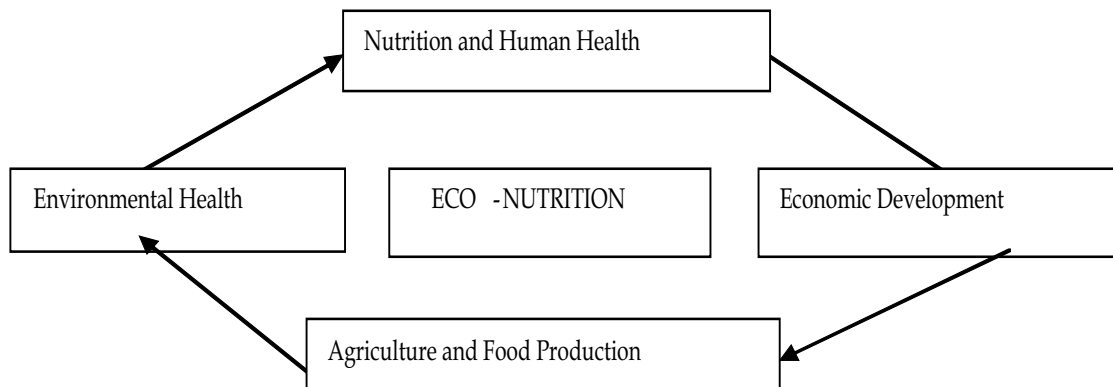 Nutrition and Human Health
Environmental Health
ECO -NUTRITION
Economic Development
Agriculture and Food Production